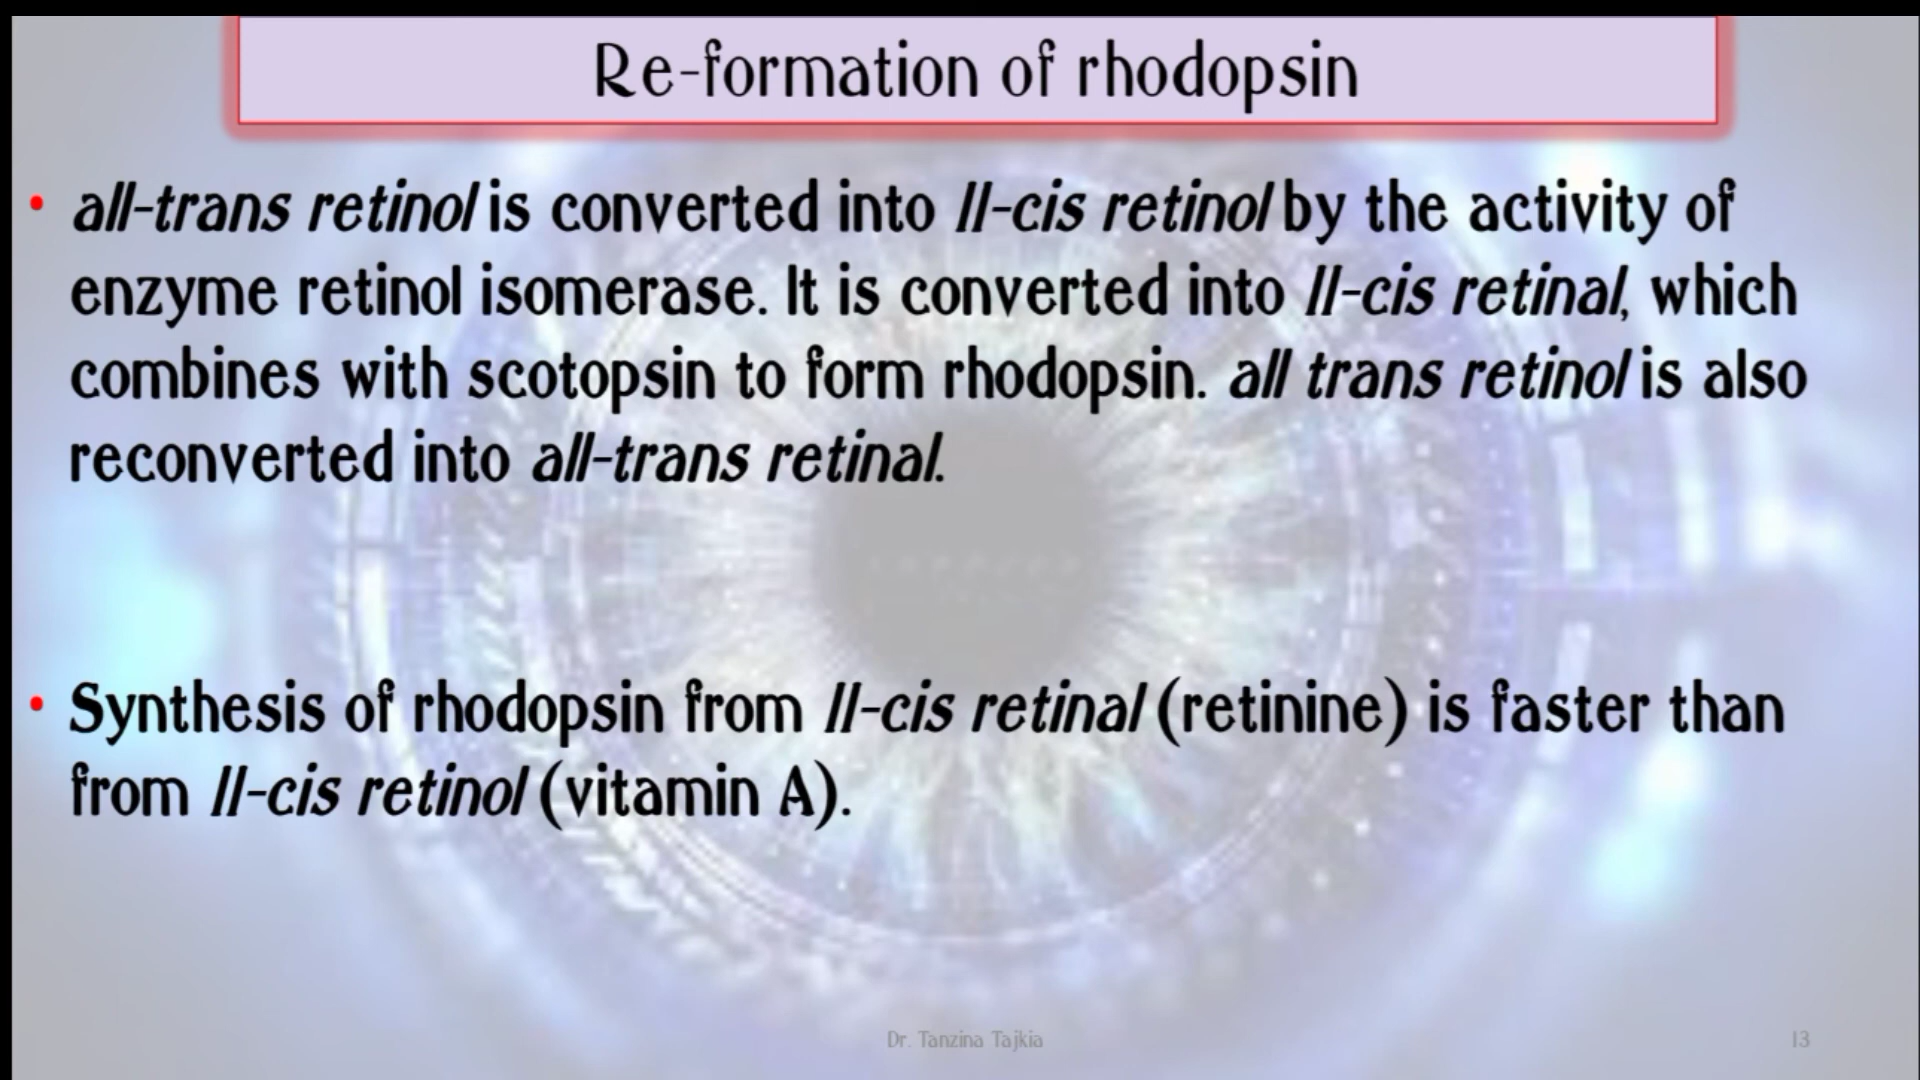 Re-formation of rhodopsin
• all-trans retinol is converted into 11-cis retinol by the activity of
enzyme retinol isomerase. It is converted into 11-cis retinal, which
combines with scotopsin to form rhodopsin. all trans retinol is also
reconverted into all-trans retinal.
• Synthesis of rhodopsin from 11-cis retinal (retinine) is faster than
from 11-cis retinol (vitamin A).
Dr. Tanzina Tajkia
13